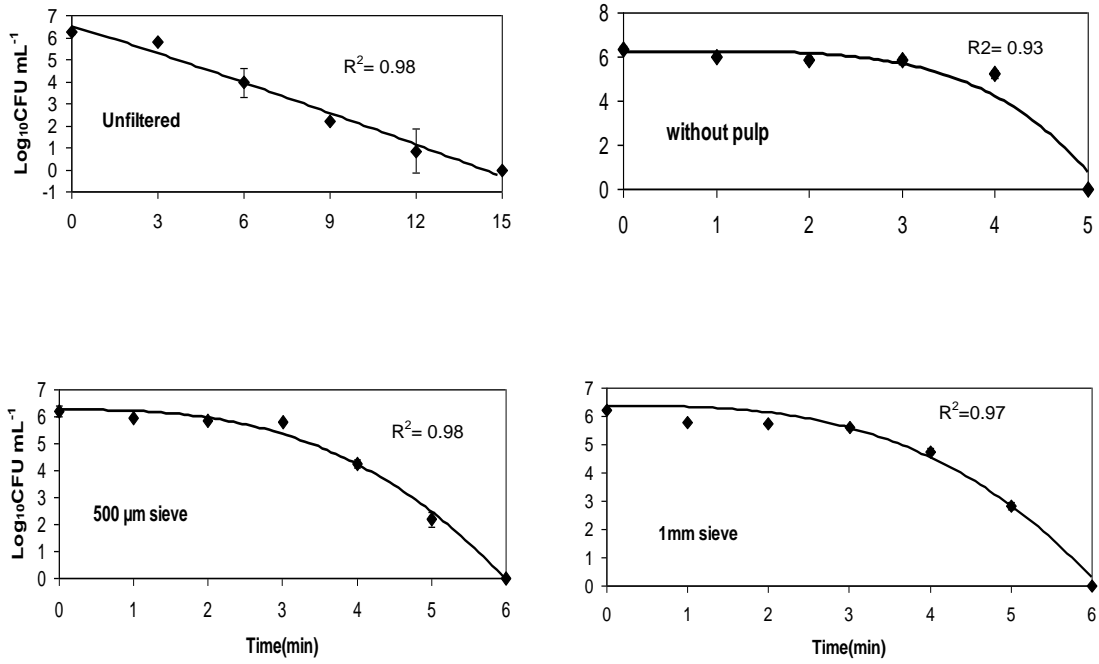 7
6
5
4
3
2
1
0
-1
Log₁₀CFU mL⁻¹
R²= 0.98
Unfiltered
0 3 6 9 12 15
8
6
4
2
0
R2= 0.93
without pulp
0 1 2 3 4 5
7
6
5
4
3
2
1
0
Log₁₀CFU mL⁻¹
R²= 0.98
500 µm sieve
0 1 2 3 4 5 6
Time(min)
7
6
5
4
3
2
1
0
R²=0.97
1mm sieve
0 1 2 3 4 5 6
Time(min)